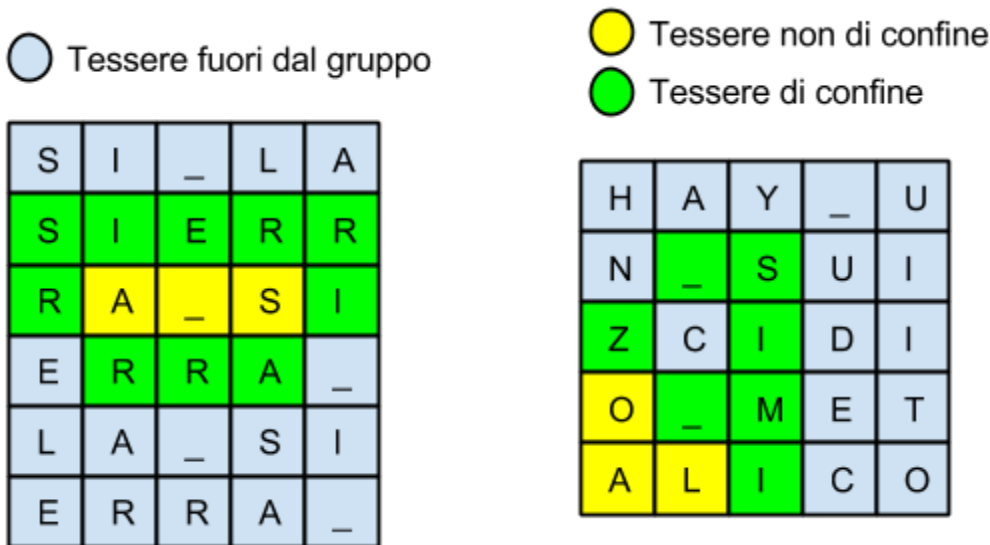 Tessere fuori dal gruppo
S I _ L A
S I E R R
R A _ S I
E R R A _
L A _ S I
E R R A _
Tessere non di confine
Tessere di confine
H A Y _ U
N _ S U I
Z C I D I
O _ M E T
A L I C O